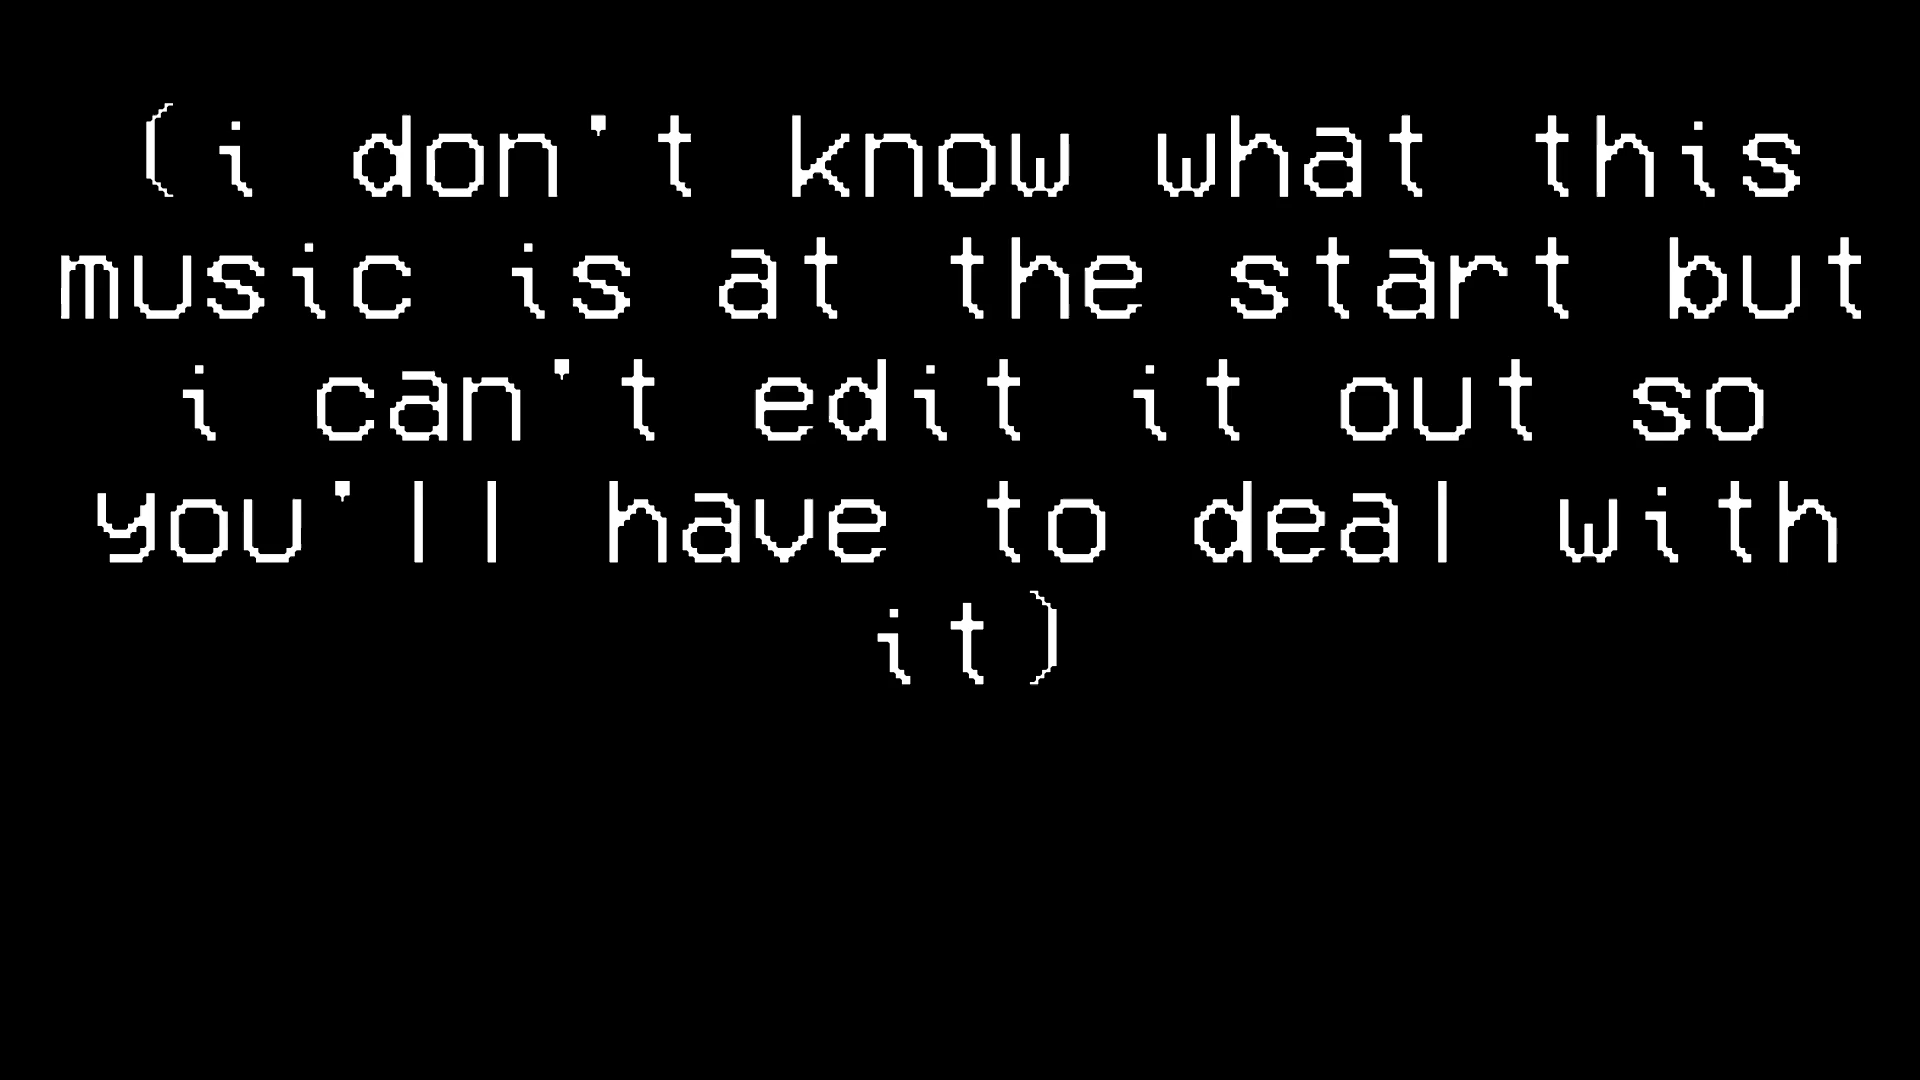 (i don't know what this
music is at the start but
i can't edit it out so
you'll have to deal with
it)